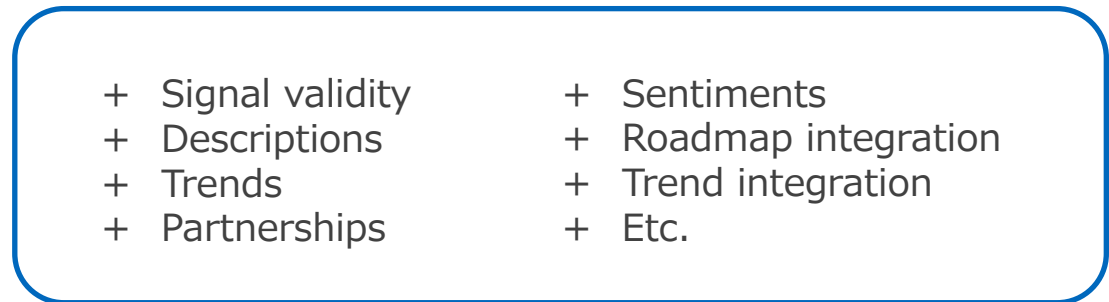 + Signal validity
+ Descriptions
+ Trends
+ Partnerships
+ Sentiments
+ Roadmap integration
+ Trend integration
+ Etc.